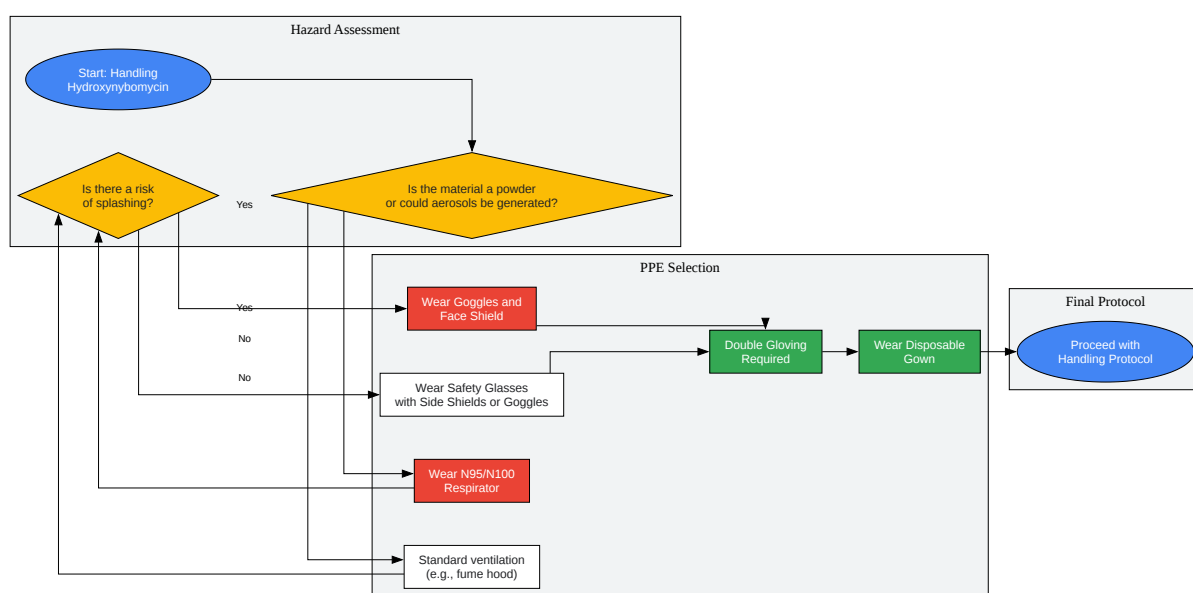 Hazard Assessment
Start: Handling
Hydroxynybomycin
Is there a risk
of splashing?
Yes
Is the material a powder
or could aerosols be generated?
PPE Selection
Yes
Wear Goggles and
Face Shield
No
Double Gloving
Required
Wear Disposable
Gown
Final Protocol
Proceed with
Handling Protocol
No
Wear Safety Glasses
with Side Shields or Goggles
Wear N95/N100
Respirator
Standard ventilation
(e.g., fume hood)